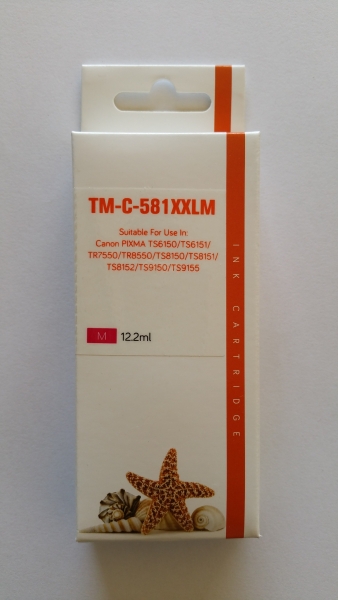 TM-C-581XXLM
Suitable For Use In:
Canon PIXMA TS6150/TS6151/
TR7550/TR8550/TS8150/TS8151/
TS8152/TS9150/TS9155
M 12.2ml
INK CARTRIDGE